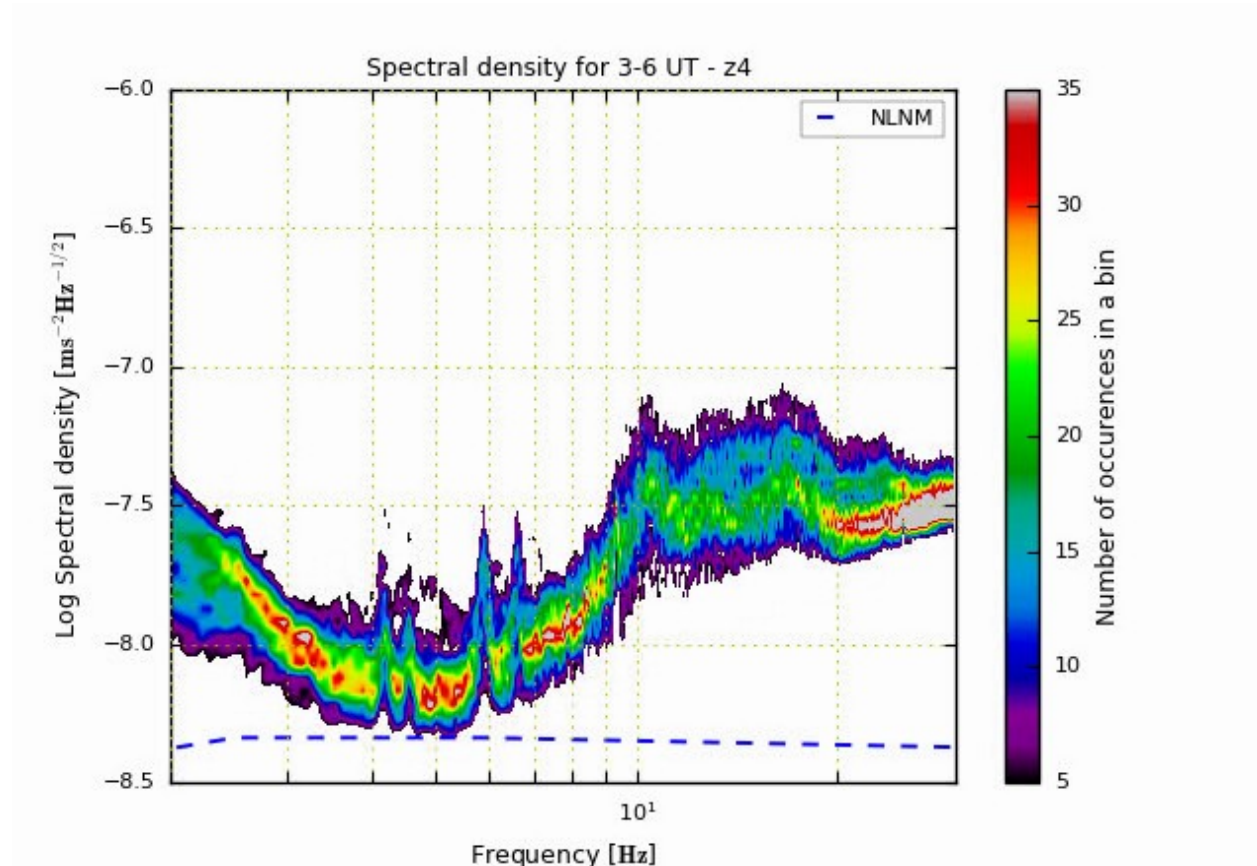 Spectral density for 3-6 UT - z4
−6.0
−6.5
−7.0
−7.5
−8.0
−8.5
Log Spectral density [ms⁻²Hz⁻¹/²]
NLNM
10¹
Frequency [Hz]
35
30
25
20
15
10
5
Number of occurences in a bin